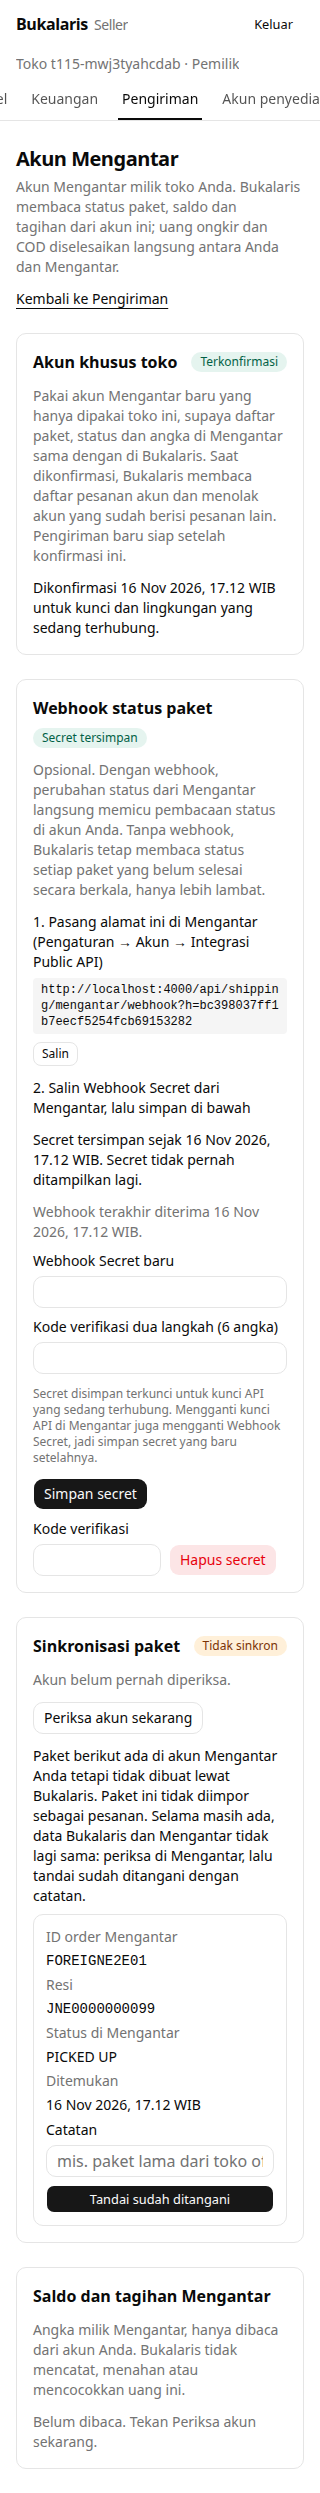 Bukalaris Seller
Keluar
Toko t115-mwj3tyahcdab · Pemilik
el Keuangan Pengiriman Akun penyedia
Akun Mengantar
Akun Mengantar milik toko Anda. Bukalaris
membaca status paket, saldo dan
tagihan dari akun ini; uang ongkir dan
COD diselesaikan langsung antara Anda
dan Mengantar.
Kembali ke Pengiriman
Akun khusus toko
Terkonfirmasi
Pakai akun Mengantar baru yang
hanya dipakai toko ini, supaya daftar
paket, status dan angka di Mengantar
sama dengan di Bukalaris. Saat
dikonfirmasi, Bukalaris membaca
daftar pesanan akun dan menolak
akun yang sudah berisi pesanan lain.
Pengiriman baru siap setelah
konfirmasi ini.
Dikonfirmasi 16 Nov 2026, 17.12 WIB
untuk kunci dan lingkungan yang
sedang terhubung.
Webhook status paket
Secret tersimpan
Opsional. Dengan webhook,
perubahan status dari Mengantar
langsung memicu pembacaan status
di akun Anda. Tanpa webhook,
Bukalaris tetap membaca status
setiap paket yang belum selesai
secara berkala, hanya lebih lambat.
1. Pasang alamat ini di Mengantar
(Pengaturan → Akun → Integrasi
Public API)
http://localhost:4000/api/shippin
g/mengantar/webhook?h=bc398037ff1
b7eecf5254fcb69153282
Salin
2. Salin Webhook Secret dari
Mengantar, lalu simpan di bawah
Secret tersimpan sejak 16 Nov 2026,
17.12 WIB. Secret tidak pernah
ditampilkan lagi.
Webhook terakhir diterima 16 Nov
2026, 17.12 WIB.
Webhook Secret baru
Kode verifikasi dua langkah (6 angka)
Secret disimpan terkunci untuk kunci API
yang sedang terhubung. Mengganti kunci
API di Mengantar juga mengganti Webhook
Secret, jadi simpan secret yang baru
setelahnya.
Simpan secret
Kode verifikasi
Hapus secret
Sinkronisasi paket
Tidak sinkron
Akun belum pernah diperiksa.
Periksa akun sekarang
Paket berikut ada di akun Mengantar
Anda tetapi tidak dibuat lewat
Bukalaris. Paket ini tidak diimpor
sebagai pesanan. Selama masih ada,
data Bukalaris dan Mengantar tidak
lagi sama: periksa di Mengantar, lalu
tandai sudah ditangani dengan
catatan.
ID order Mengantar
FOREIGNE2E01
Resi
JNE0000000099
Status di Mengantar
PICKED UP
Ditemukan
16 Nov 2026, 17.12 WIB
Catatan
mis. paket lama dari toko of
Tandai sudah ditangani
Saldo dan tagihan Mengantar
Angka milik Mengantar, hanya dibaca
dari akun Anda. Bukalaris tidak
mencatat, menahan atau
mencocokkan uang ini.
Belum dibaca. Tekan Periksa akun
sekarang.